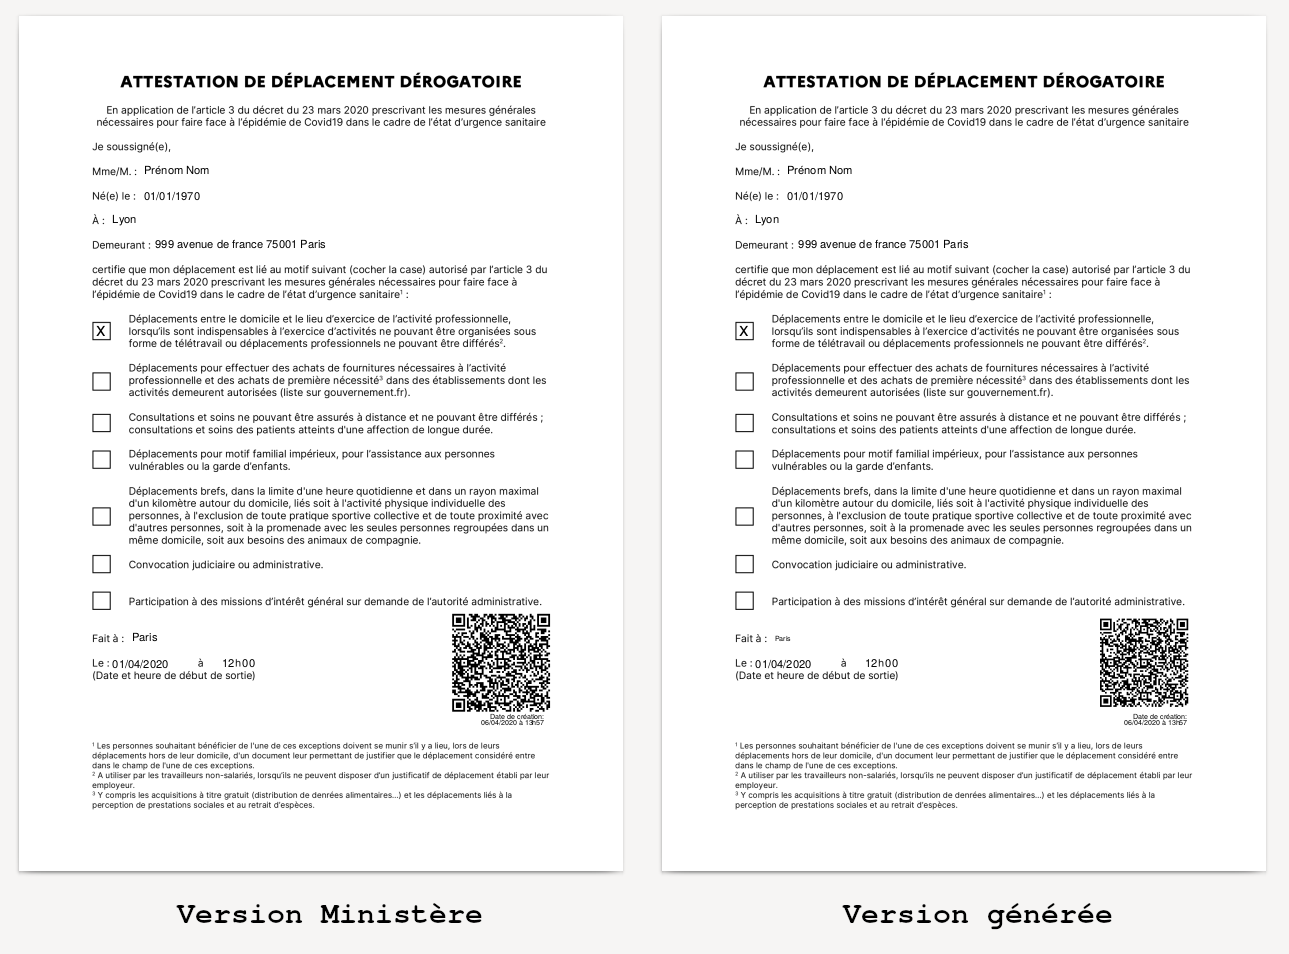 ATTESTATION DE DÉPLACEMENT DÉROGATOIRE
En application de l'article 3 du décret du 23 mars 2020 prescrivant les mesures générales
nécessaires pour faire face à l'épidémie de Covid19 dans le cadre de l'état d'urgence sanitaire
Je soussigné(e),
Mme/M. : Prénom Nom
Né(e) le : 01/01/1970
À : Lyon
Demeurant : 999 avenue de france 75001 Paris
certifie que mon déplacement est lié au motif suivant (cocher la case) autorisé par l'article 3 du
décret du 23 mars 2020 prescrivant les mesures générales nécessaires pour faire face à
l'épidémie de Covid19 dans le cadre de l'état d'urgence sanitaire¹ :
Déplacements entre le domicile et le lieu d'exercice de l'activité professionnelle,
X lorsqu'ils sont indispensables à l'exercice d'activités ne pouvant être organisées sous
forme de télétravail ou déplacements professionnels ne pouvant être différés².
Déplacements pour effectuer des achats de fournitures nécessaires à l'activité
professionnelle et des achats de première nécessité³ dans des établissements dont les
activités demeurent autorisées (liste sur gouvernement.fr).
Consultations et soins ne pouvant être assurés à distance et ne pouvant être différés ;
consultations et soins des patients atteints d'une affection de longue durée.
Déplacements pour motif familial impérieux, pour l'assistance aux personnes
vulnérables ou la garde d'enfants.
Déplacements brefs, dans la limite d'une heure quotidienne et dans un rayon maximal
d'un kilomètre autour du domicile, liés soit à l'activité physique individuelle des
personnes, à l'exclusion de toute pratique sportive collective et de toute proximité avec
d'autres personnes, soit à la promenade avec les seules personnes regroupées dans un
même domicile, soit aux besoins des animaux de compagnie.
Convocation judiciaire ou administrative.
Participation à des missions d'intérêt général sur demande de l'autorité administrative.
Fait à : Paris
Le : 01/04/2020 à 12h00
(Date et heure de début de sortie)
Date de création:
06/04/2020 à 13h57
¹ Les personnes souhaitant bénéficier de l'une de ces exceptions doivent se munir s'il y a lieu, lors de leurs
déplacements hors de leur domicile, d'un document leur permettant de justifier que le déplacement considéré entre
dans le champ de l'une de ces exceptions.
² A utiliser par les travailleurs non-salariés, lorsqu'ils ne peuvent disposer d'un justificatif de déplacement établi par leur
employeur.
³ Y compris les acquisitions à titre gratuit (distribution de denrées alimentaires...) et les déplacements liés à la
perception de prestations sociales et au retrait d'espèces.
Version Ministère
ATTESTATION DE DÉPLACEMENT DÉROGATOIRE
En application de l'article 3 du décret du 23 mars 2020 prescrivant les mesures générales
nécessaires pour faire face à l'épidémie de Covid19 dans le cadre de l'état d'urgence sanitaire
Je soussigné(e),
Mme/M. : Prénom Nom
Né(e) le : 01/01/1970
À : Lyon
Demeurant : 999 avenue de france 75001 Paris
certifie que mon déplacement est lié au motif suivant (cocher la case) autorisé par l'article 3 du
décret du 23 mars 2020 prescrivant les mesures générales nécessaires pour faire face à
l'épidémie de Covid19 dans le cadre de l'état d'urgence sanitaire¹ :
Déplacements entre le domicile et le lieu d'exercice de l'activité professionnelle,
X lorsqu'ils sont indispensables à l'exercice d'activités ne pouvant être organisées sous
forme de télétravail ou déplacements professionnels ne pouvant être différés².
Déplacements pour effectuer des achats de fournitures nécessaires à l'activité
professionnelle et des achats de première nécessité³ dans des établissements dont les
activités demeurent autorisées (liste sur gouvernement.fr).
Consultations et soins ne pouvant être assurés à distance et ne pouvant être différés ;
consultations et soins des patients atteints d'une affection de longue durée.
Déplacements pour motif familial impérieux, pour l'assistance aux personnes
vulnérables ou la garde d'enfants.
Déplacements brefs, dans la limite d'une heure quotidienne et dans un rayon maximal
d'un kilomètre autour du domicile, liés soit à l'activité physique individuelle des
personnes, à l'exclusion de toute pratique sportive collective et de toute proximité avec
d'autres personnes, soit à la promenade avec les seules personnes regroupées dans un
même domicile, soit aux besoins des animaux de compagnie.
Convocation judiciaire ou administrative.
Participation à des missions d'intérêt général sur demande de l'autorité administrative.
Fait à : Paris
Le : 01/04/2020 à 12h00
(Date et heure de début de sortie)
Date de création:
06/04/2020 à 13h57
¹ Les personnes souhaitant bénéficier de l'une de ces exceptions doivent se munir s'il y a lieu, lors de leurs
déplacements hors de leur domicile, d'un document leur permettant de justifier que le déplacement considéré entre
dans le champ de l'une de ces exceptions.
² A utiliser par les travailleurs non-salariés, lorsqu'ils ne peuvent disposer d'un justificatif de déplacement établi par leur
employeur.
³ Y compris les acquisitions à titre gratuit (distribution de denrées alimentaires...) et les déplacements liés à la
perception de prestations sociales et au retrait d'espèces.
Version générée